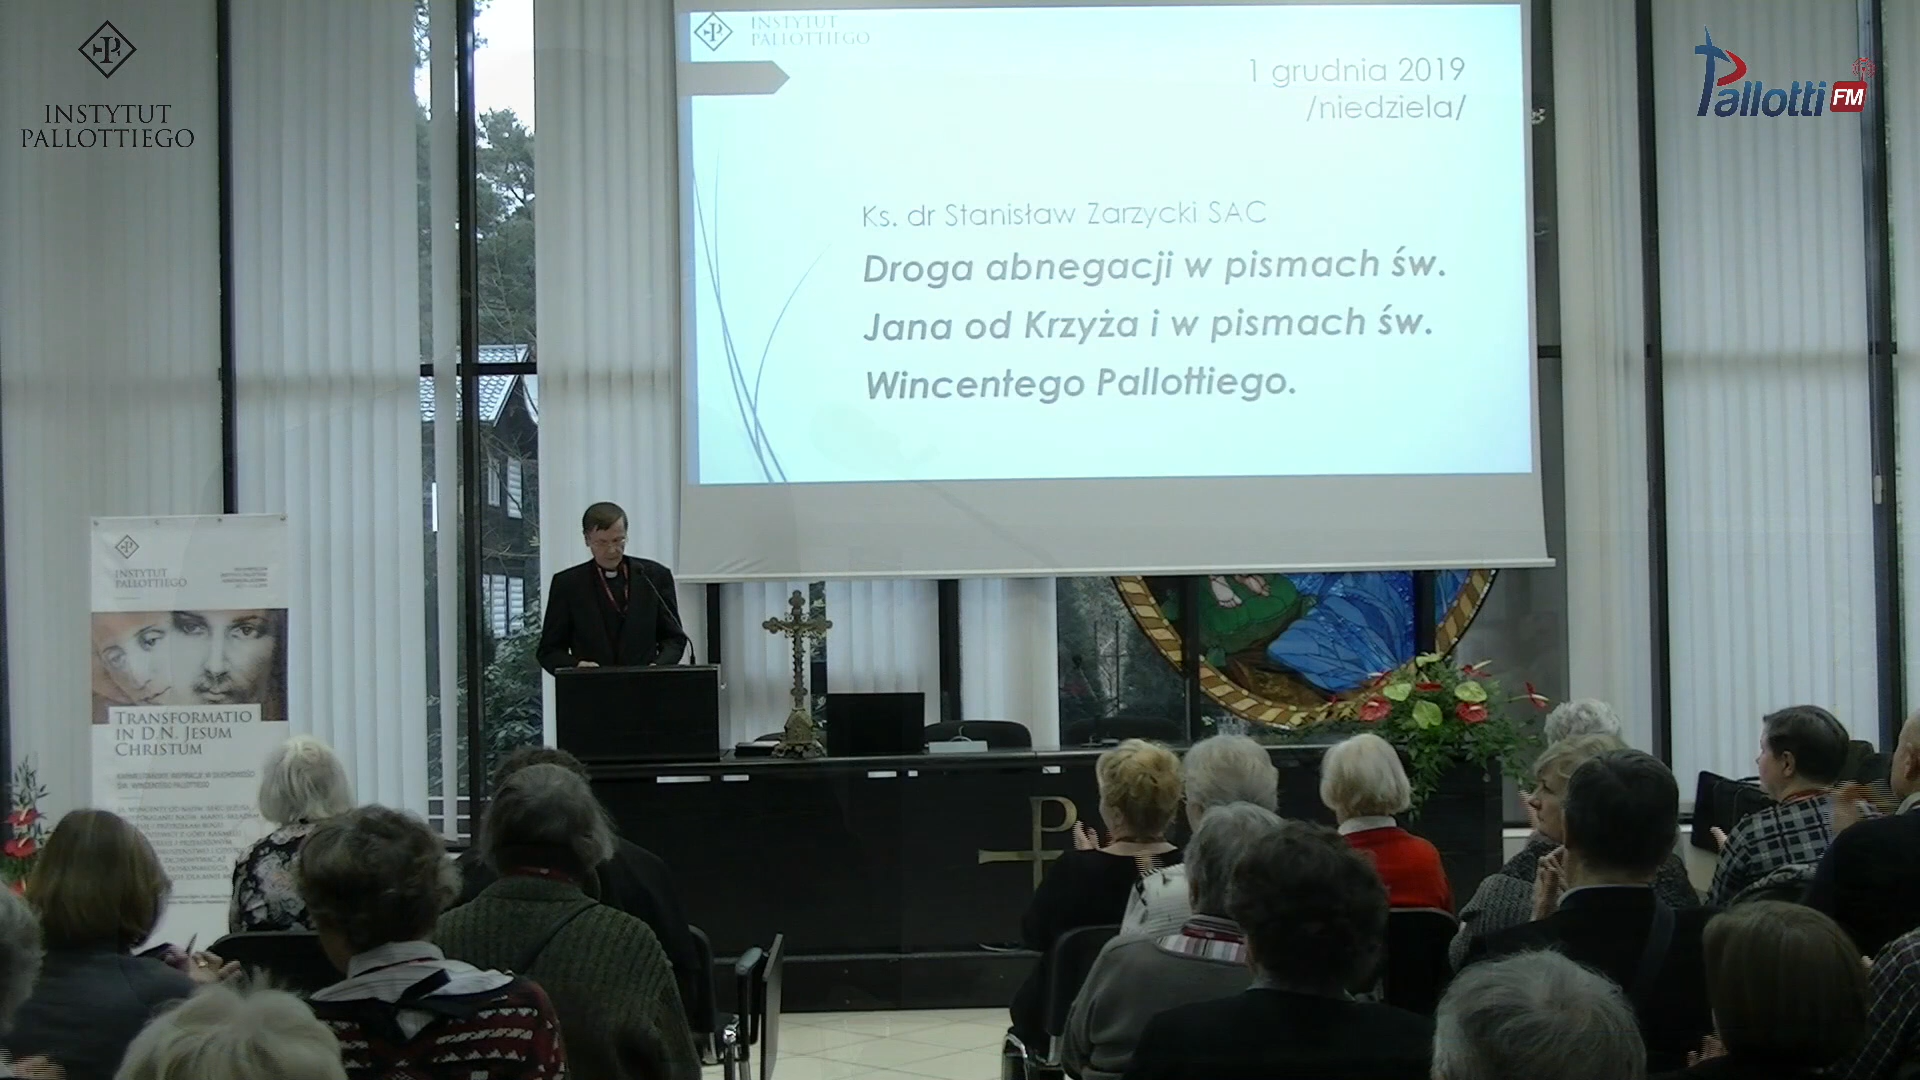 INSTYTUT
PALLOTTIEGO
INSTYTUT
PALLOTTIEGO
1 grudnia 2019
/niedziela/
Ks. dr Stanisław Zarzycki SAC
Droga abnegacji w pismach św.
Jana od Krzyża i w pismach św.
Wincentego Pallottiego.
Pallotti FM
INSTYTUT
PALLOTTIEGO
TRANSFORMATIO
IN D.N. JESUM
CHRISTUM